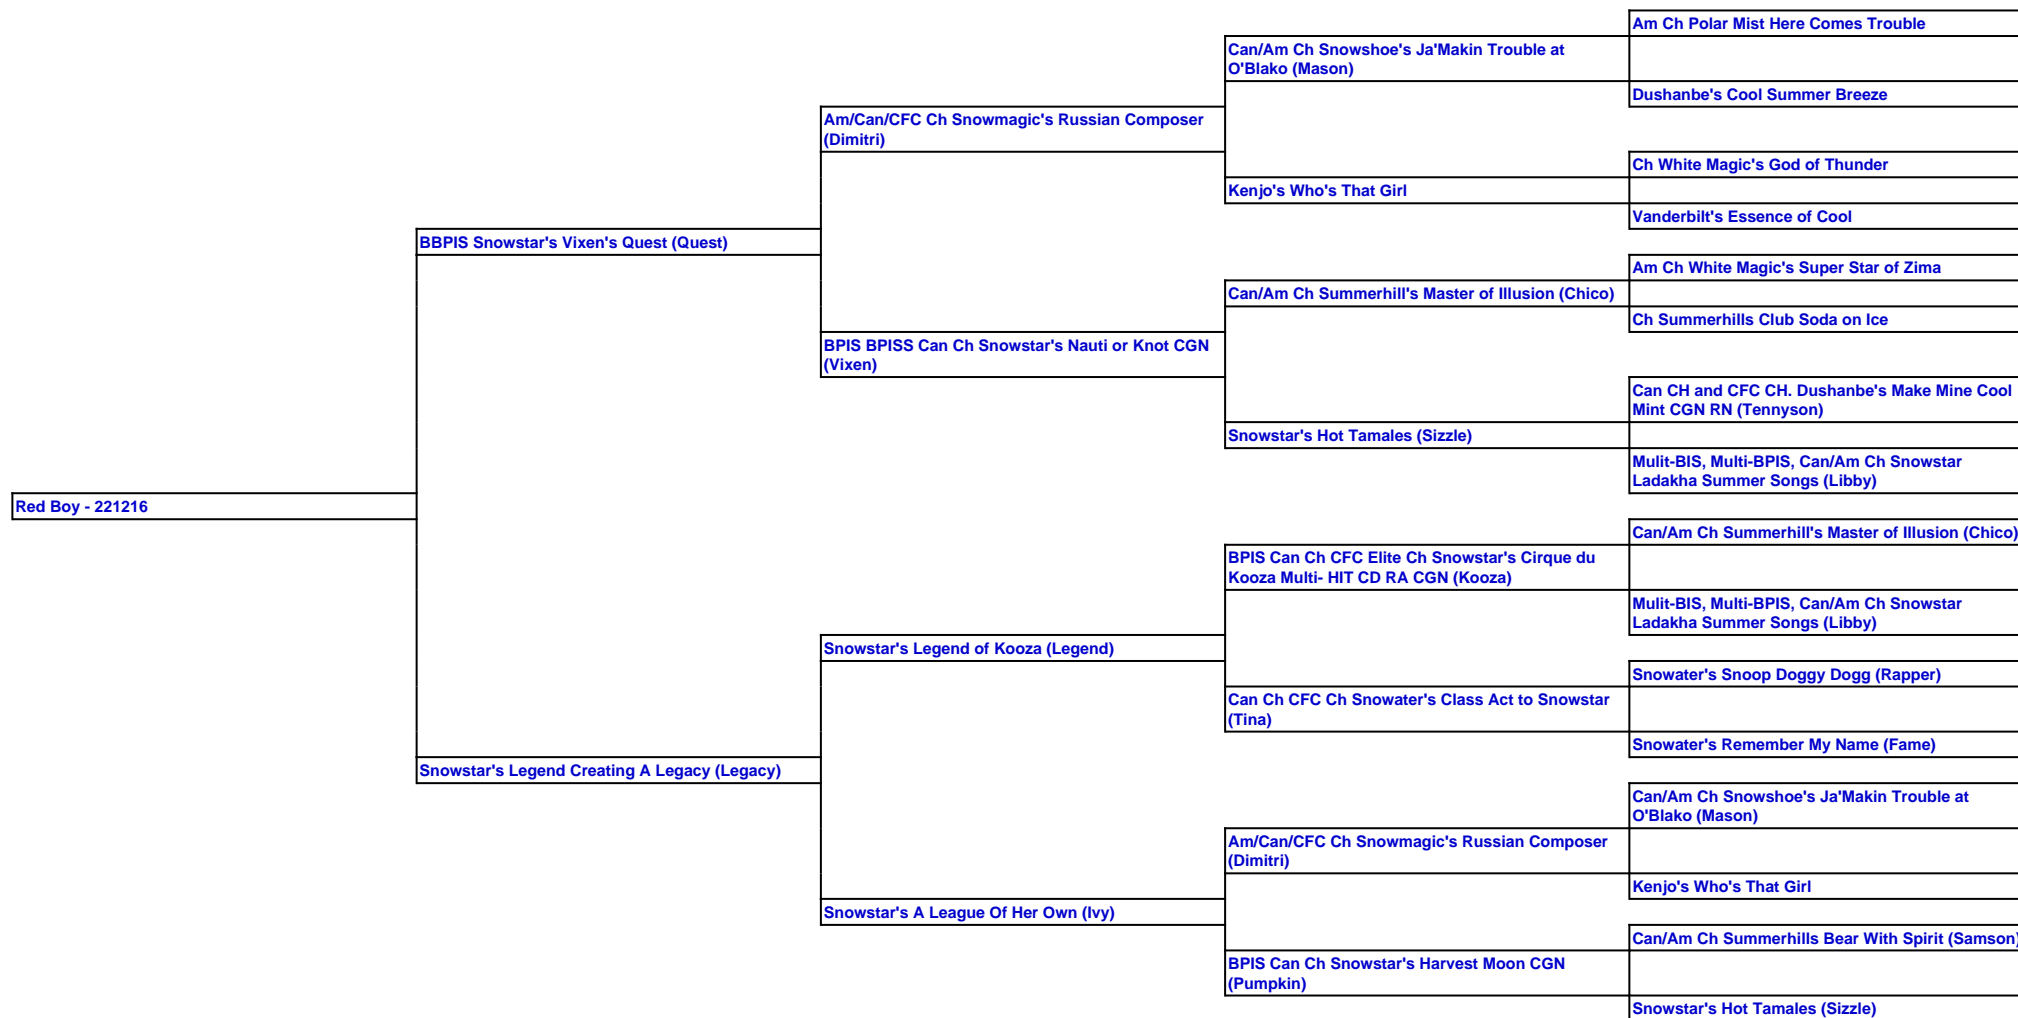 Am Ch Polar Mist Here Comes Trouble
Can/Am Ch Snowshoe's Ja'Makin Trouble at
O'Blako (Mason)
Dushanbe's Cool Summer Breeze
Am/Can/CFC Ch Snowmagic's Russian Composer
(Dimitri)
Ch White Magic's God of Thunder
Kenjo's Who's That Girl
Vanderbilt's Essence of Cool
BBPIS Snowstar's Vixen's Quest (Quest)
Am Ch White Magic's Super Star of Zima
Can/Am Ch Summerhill's Master of Illusion (Chico)
Ch Summerhills Club Soda on Ice
BPIS BPISS Can Ch Snowstar's Nauti or Knot CGN
(Vixen)
Can CH and CFC CH. Dushanbe's Make Mine Cool
Mint CGN RN (Tennyson)
Snowstar's Hot Tamales (Sizzle)
Mulit-BIS, Multi-BPIS, Can/Am Ch Snowstar
Ladakha Summer Songs (Libby)
Red Boy - 221216
Can/Am Ch Summerhill's Master of Illusion (Chico)
BPIS Can Ch CFC Elite Ch Snowstar's Cirque du
Kooza Multi- HIT CD RA CGN (Kooza)
Mulit-BIS, Multi-BPIS, Can/Am Ch Snowstar
Ladakha Summer Songs (Libby)
Snowstar's Legend of Kooza (Legend)
Snowater's Snoop Doggy Dogg (Rapper)
Can Ch CFC Ch Snowater's Class Act to Snowstar
(Tina)
Snowater's Remember My Name (Fame)
Snowstar's Legend Creating A Legacy (Legacy)
Can/Am Ch Snowshoe's Ja'Makin Trouble at
O'Blako (Mason)
Am/Can/CFC Ch Snowmagic's Russian Composer
(Dimitri)
Kenjo's Who's That Girl
Snowstar's A League Of Her Own (Ivy)
Can/Am Ch Summerhills Bear With Spirit (Samson)
BPIS Can Ch Snowstar's Harvest Moon CGN
(Pumpkin)
Snowstar's Hot Tamales (Sizzle)